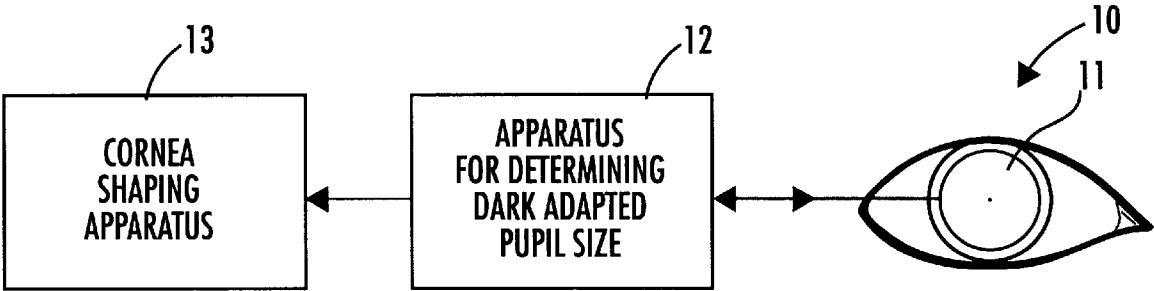 13
12
10
11
CORNEA
SHAPING
APPARATUS
APPARATUS
FOR DETERMINING
DARK ADAPTED
PUPIL SIZE